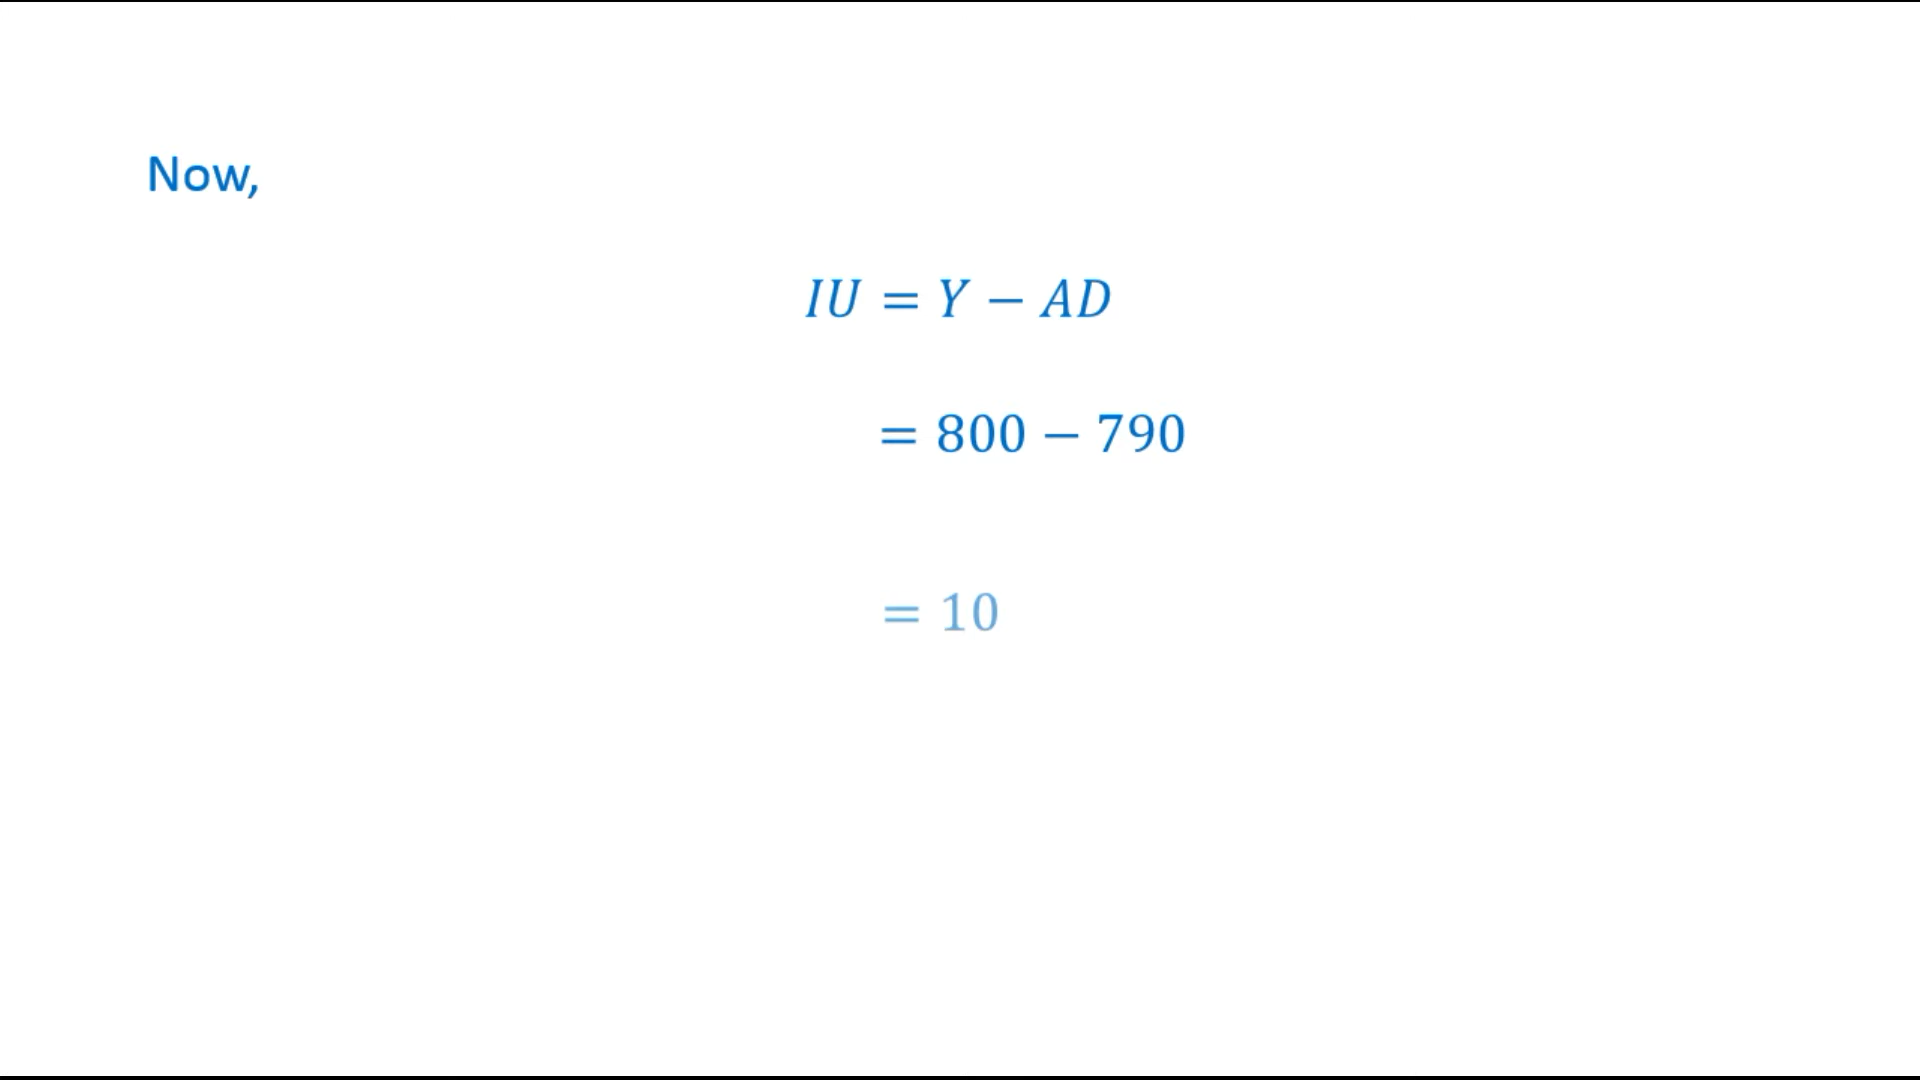 Now,
IU = Y − AD
= 800 − 790
= 10